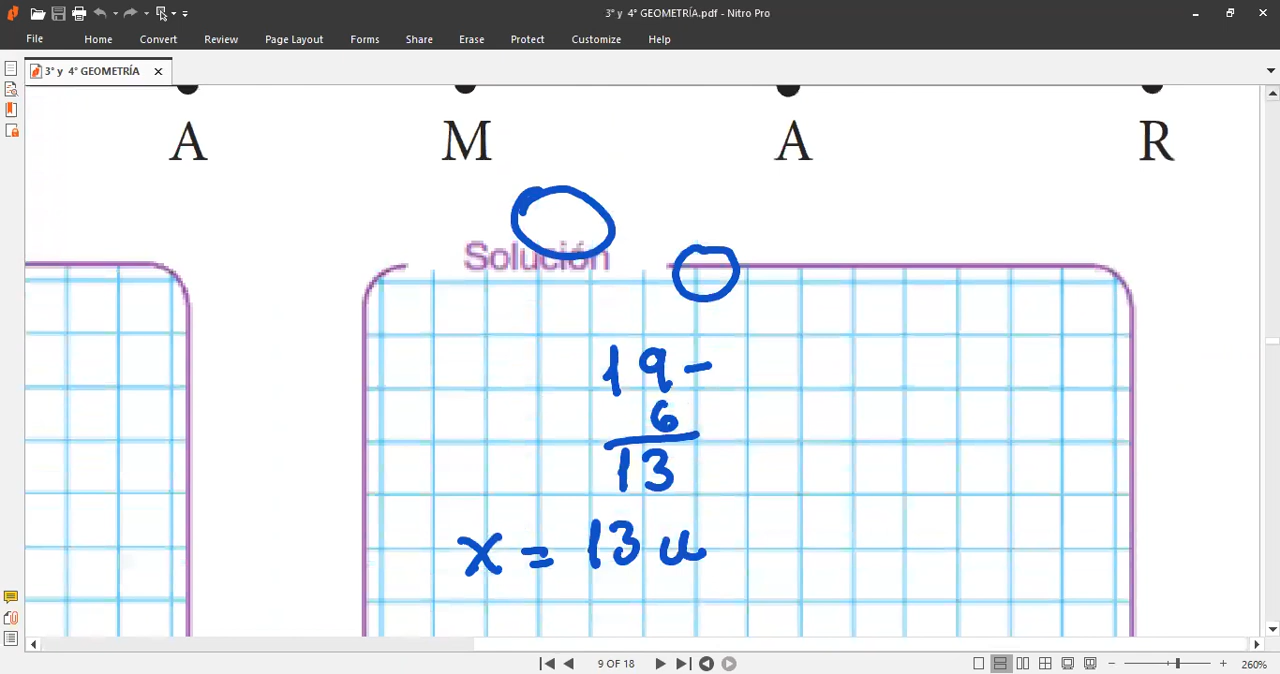 3° y 4° GEOMETRÍA.pdf - Nitro Pro
File Home Convert Review Page Layout Forms Share Erase Protect Customize Help
3° y 4° GEOMETRÍA
A M A R
Solución
19 -
6
13
x = 13 u
9 OF 18
260%